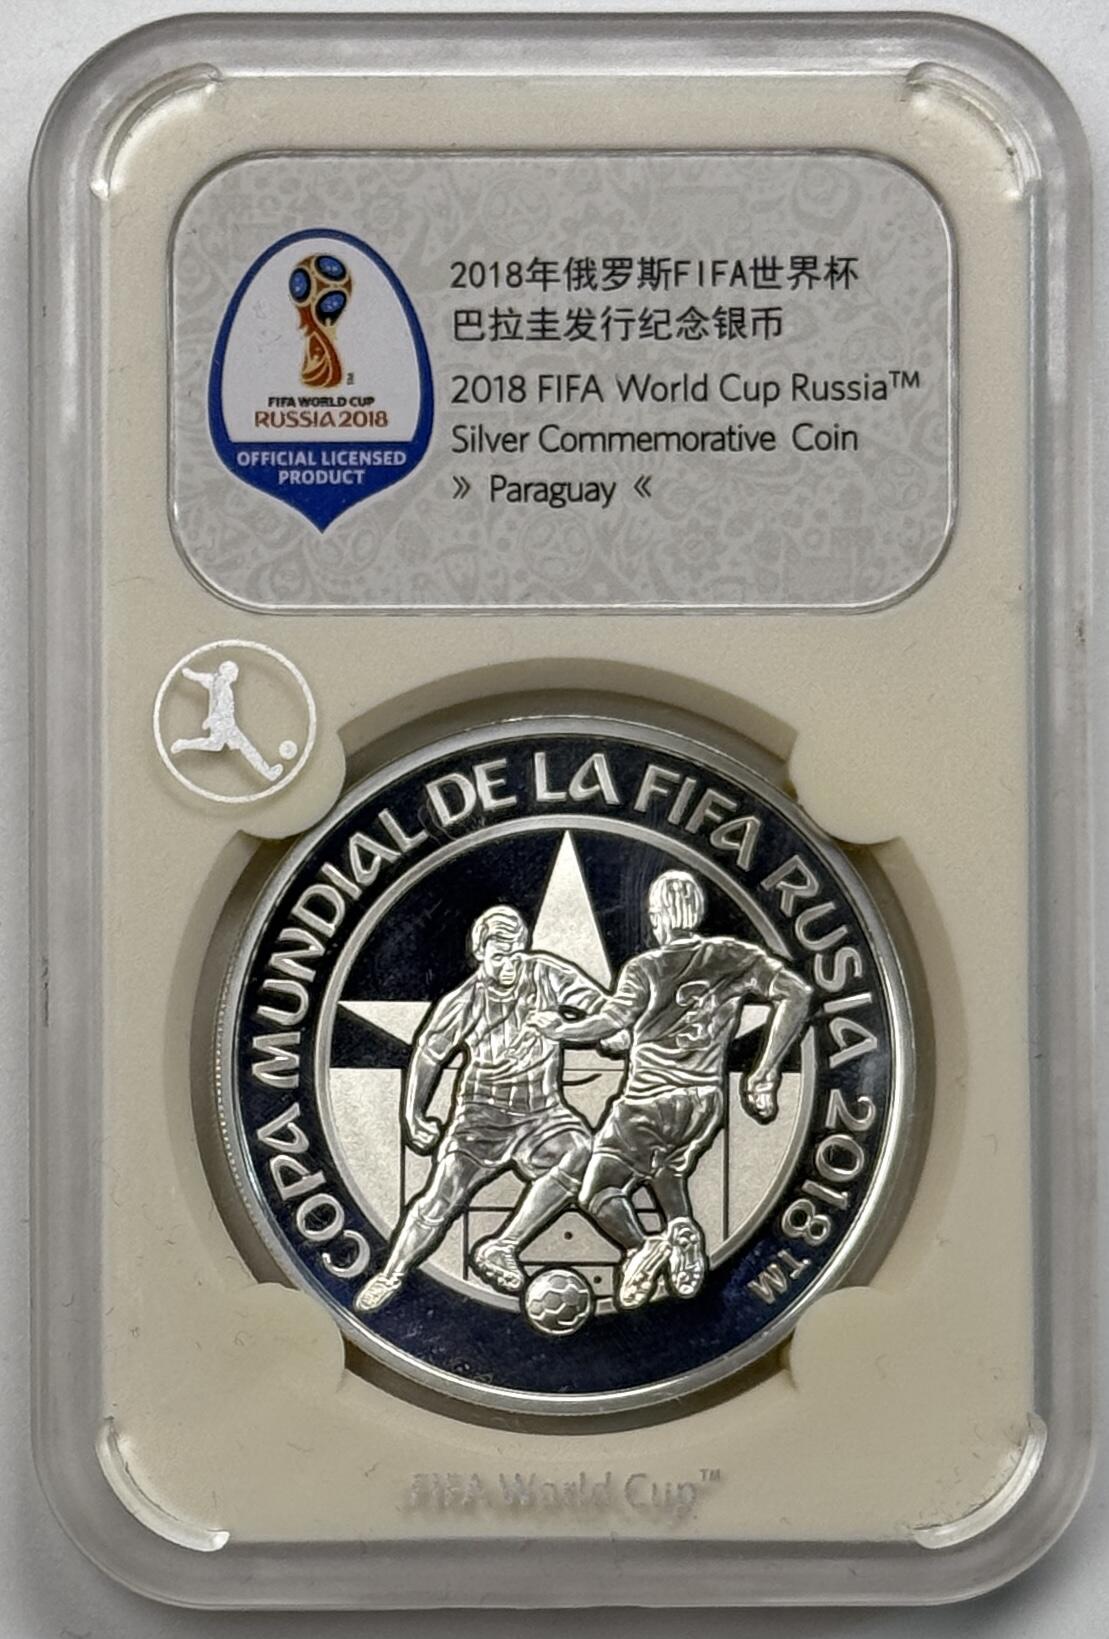 2018年俄罗斯FIFA世界杯
巴拉圭发行纪念银币
2018 FIFA World Cup Russia™
Silver Commemorative Coin
» Paraguay «
TM
FIFA WORLD CUP
RUSSIA 2018
OFFICIAL LICENSED
PRODUCT
COPA MUNDIAL DE LA FIFA RUSIA 2018™
3
FIFA World Cup™